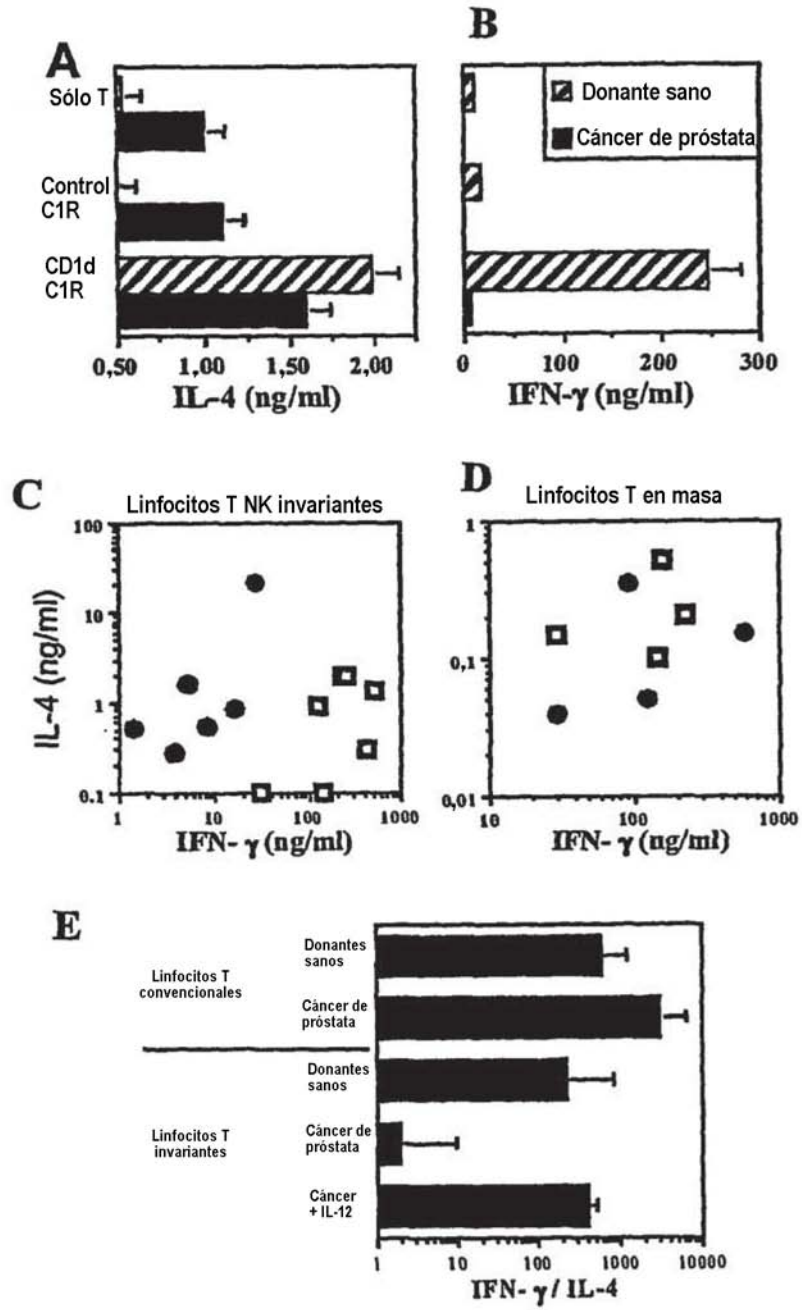 A
Sólo T
Control
C1R
CD1d
C1R
0,50 1,00 1,50 2,00
IL-4 (ng/ml)
B
Donante sano
Cáncer de próstata
0 100 200 300
IFN-γ (ng/ml)
C
Linfocitos T NK invariantes
100
10
1
0.1
IL-4 (ng/ml)
1 10 100 1000
IFN- γ (ng/ml)
D
Linfocitos T en masa
1
0,1
0,01
10 100 1000
IFN- γ (ng/ml)
E
Linfocitos T
convencionales
Donantes
sanos
Cáncer de
próstata
Linfocitos T
invariantes
Donantes
sanos
Cáncer de
próstata
Cáncer
+ IL-12
1 10 100 1000 10000
IFN- γ / IL-4